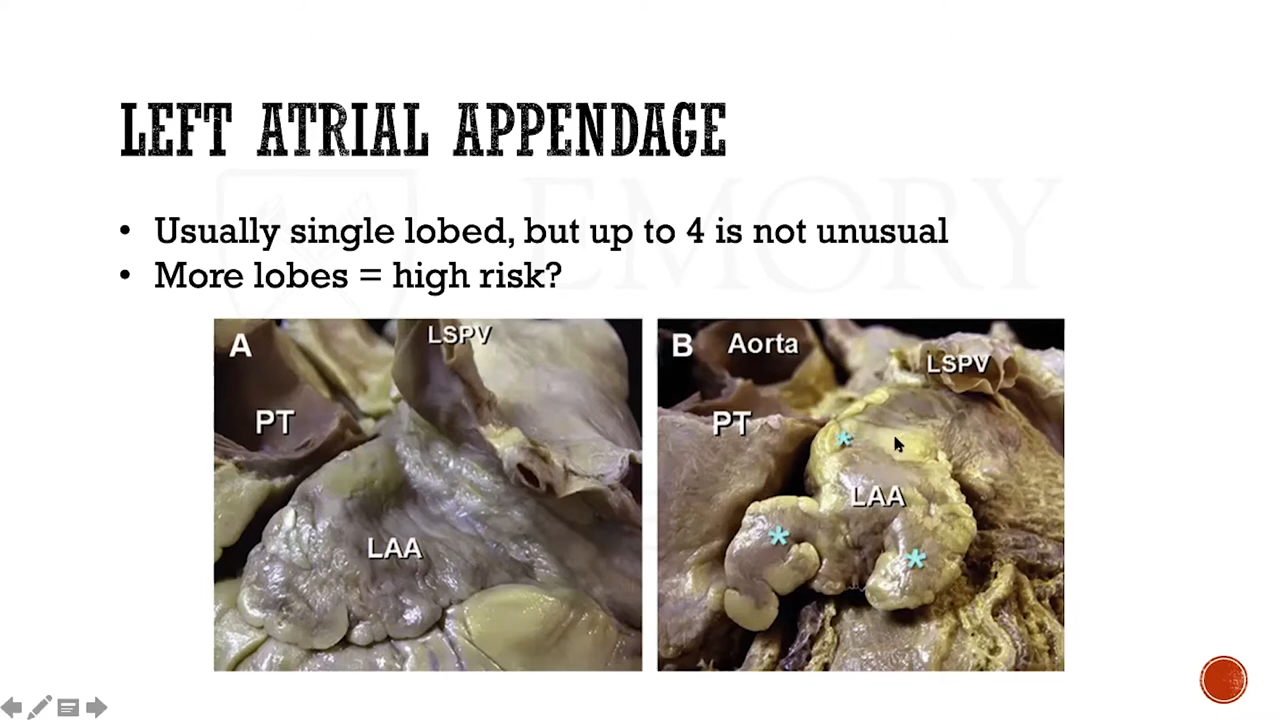 LEFT ATRIAL APPENDAGE
EMORY
• Usually single lobed, but up to 4 is not unusual
• More lobes = high risk?
A
LSPV
PT
LAA
B
Aorta
LSPV
PT
*
LAA
*
*